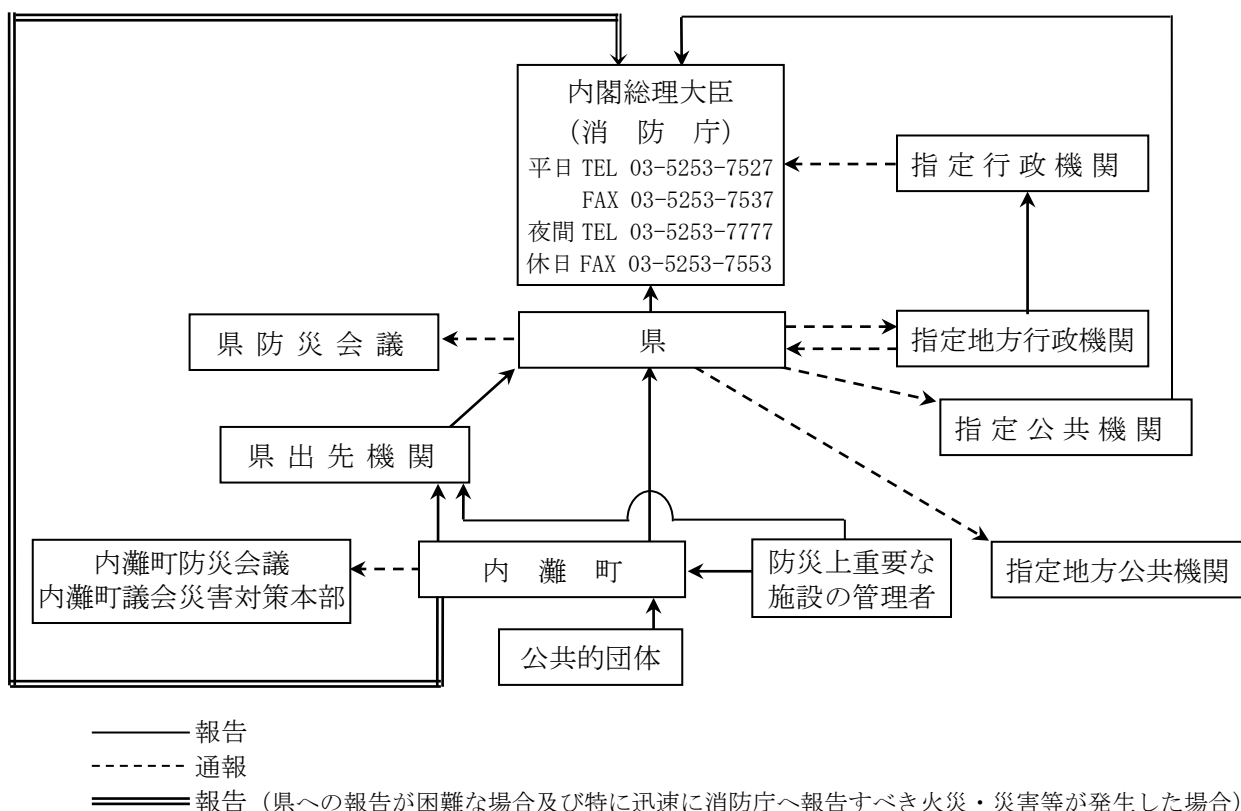 内閣総理大臣
（消 防 庁）
平日 TEL 03-5253-7527
FAX 03-5253-7537
夜間 TEL 03-5253-7777
休日 FAX 03-5253-7553
指 定 行 政 機 関
県 防 災 会 議
県
指定地方行政機関
指 定 公 共 機 関
県 出 先 機 関
内灘町防災会議
内灘町議会災害対策本部
内 灘 町
防災上重要な
施設の管理者
指定地方公共機関
公共的団体
報告
通報
報告（県への報告が困難な場合及び特に迅速に消防庁へ報告すべき火災・災害等が発生した場合）